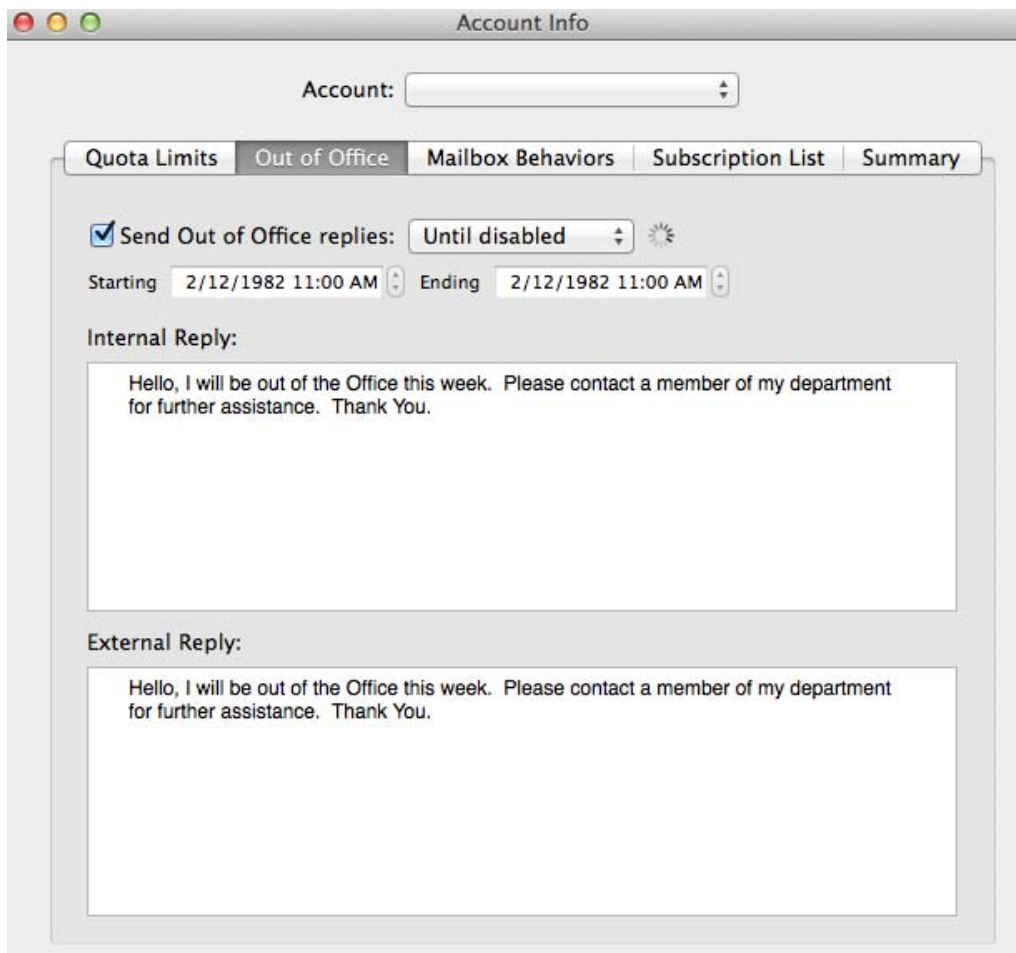 Account Info
Account:
Quota Limits Out of Office Mailbox Behaviors Subscription List Summary
Send Out of Office replies: Until disabled
Starting 2/12/1982 11:00 AM Ending 2/12/1982 11:00 AM
Internal Reply:
Hello, I will be out of the Office this week. Please contact a member of my department
for further assistance. Thank You.
External Reply:
Hello, I will be out of the Office this week. Please contact a member of my department
for further assistance. Thank You.